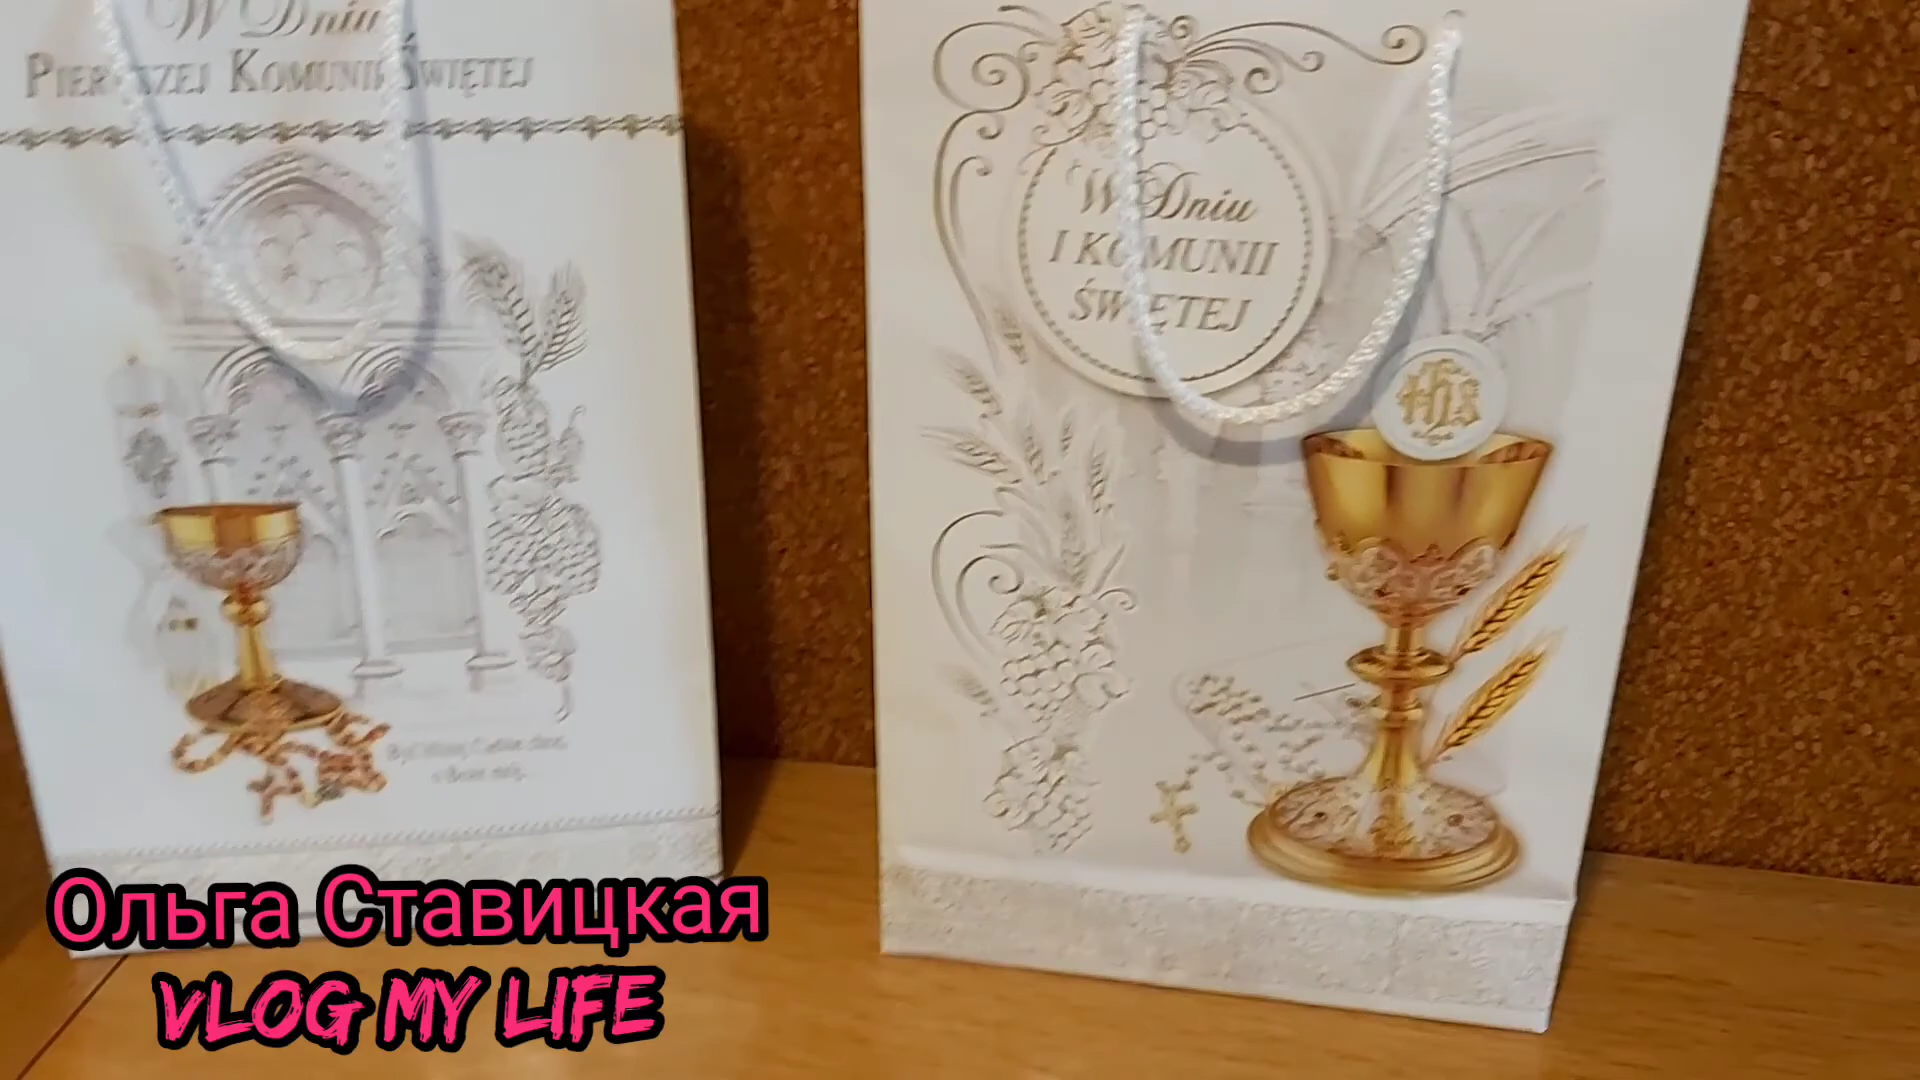 W Dniu
PIERWSZEJ KOMUNII ŚWIĘTEJ
W Dniu
I KOMUNII
ŚWIĘTEJ
IHS
Ольга Ставицкая
VLOG MY LIFE